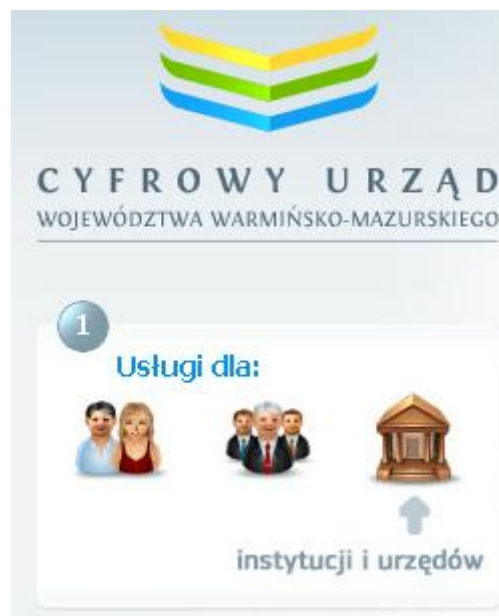 CYFROWY URZĄD
WOJEWÓDZTWA WARMIŃSKO-MAZURSKIEGO
1
Usługi dla:
instytucji i urzędów